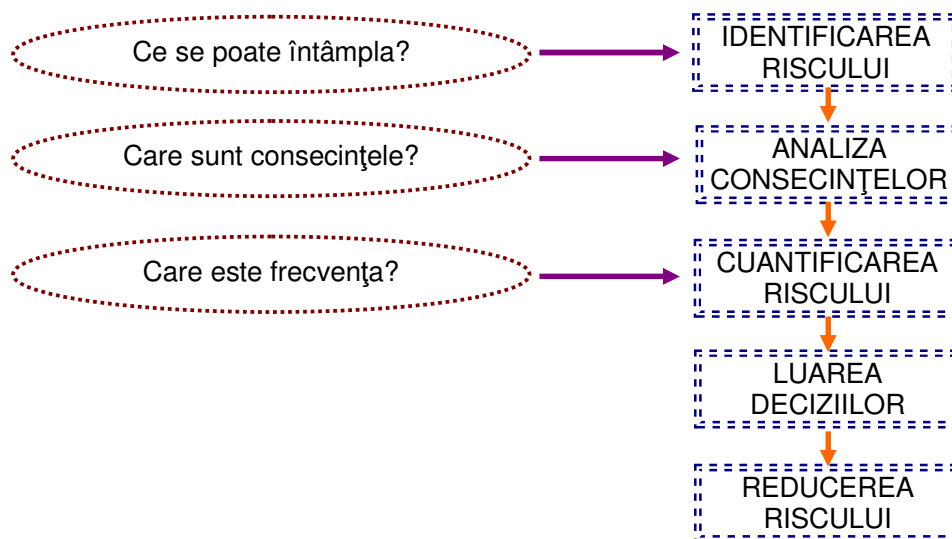 Ce se poate întâmpla?
IDENTIFICAREA
RISCULUI
Care sunt consecinţele?
ANALIZA
CONSECINŢELOR
Care este frecvenţa?
CUANTIFICAREA
RISCULUI
LUAREA
DECIZIILOR
REDUCEREA
RISCULUI